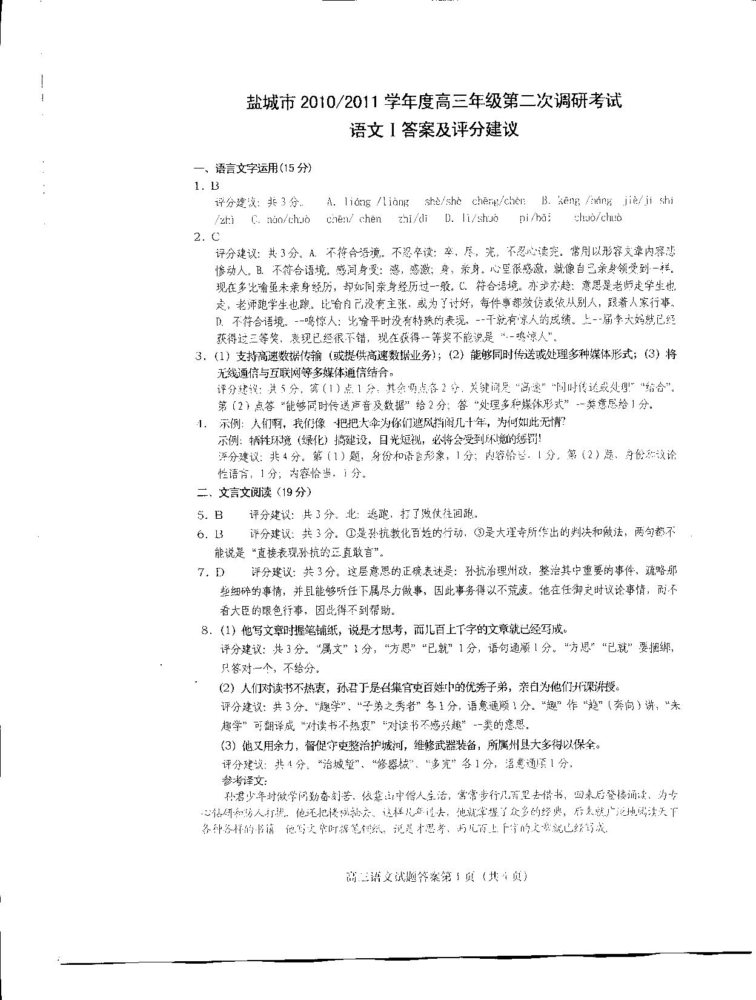 盐城市 2010/2011 学年度高三年级第二次调研考试
语文 I 答案及评分建议
一、语言文字运用(15 分)
1. B
评分建议: 共 3 分。 A. liáng /liàng shè/shè chēng/chèn B. kēng /háng jiè/jí shì
/zhì C. nào/chuò chēn/ chēn zhǐ/dǐ D. lì/shuò pǐ/bǎi chuò/chuò
2. C
评分建议: 共 3 分。A. 不符合语境。不忍卒读: 卒, 尽, 完。不忍心读完。常用以形容文章内容悲
惨动人。B. 不符合语境。感同身受: 感, 感激; 身, 亲身。心里很感激, 就像自己亲身领受到一样。
现在多比喻虽未亲身经历, 却如同亲身经历过一般。C. 符合语境。亦步亦趋: 意思是老师走学生也
走, 老师跑学生也跑。比喻自己没有主张, 或为了讨好, 每件事都效仿或依从别人, 跟着人家行事。
D. 不符合语境。一鸣惊人: 比喻平时没有特殊的表现, 一干就有惊人的成绩。上一届李大妈就已经
获得过三等奖, 表现已经很不错, 现在获得一等奖不能说是 “一鸣惊人”。
3. (1) 支持高速数据传输 (或提供高速数据业务); (2) 能够同时传送或处理多种媒体形式; (3) 将
无线通信与互联网等多媒体通信结合。
评分建议: 共 5 分, 第 (1) 点 1 分, 其余两点各 2 分, 关键词是 “高速” “同时传送或处理” “结合”。
第 (2) 点答 “能够同时传送声音及数据” 给 2 分; 答 “处理多种媒体形式” 一类意思给 1 分。
4. 示例: 人们啊, 我们像一把把大伞为你们遮风挡雨几十年, 为何如此无情?
示例: 牺牲环境 (绿化) 搞建设, 目光短视, 必将会受到环境的惩罚!
评分建议: 共 4 分。第 (1) 题, 身份和语言形象, 1 分; 内容恰当, 1 分。第 (2) 题, 身份和议论
性语言, 1 分; 内容恰当, 1 分。
二、文言文阅读 (19 分)
5. B 评分建议: 共 3 分。北: 逃跑, 打了败仗往回跑。
6. B 评分建议: 共 3 分。①是孙抗教化百姓的行动, ③是大理寺所作出的判决和做法, 两句都不
能说是 “直接表现孙抗的正直敢言”。
7. D 评分建议: 共 3 分。这层意思的正确表述是: 孙抗治理州政, 整治其中重要的事件, 疏略那
些细碎的事情, 并且能够听任下属尽力做事, 因此事务得以不荒废。他在任御史时议论事情, 而不
看大臣的眼色行事, 因此得不到帮助。
8. (1) 他写文章时握笔铺纸, 说是才思考, 而几百上千字的文章就已经写成。
评分建议: 共 3 分。“属文” 1 分, “方思” “已就” 1 分, 语句通顺 1 分。“方思” “已就” 要捆绑,
只答对一个, 不给分。
(2) 人们对读书不热衷, 孙君于是召集官吏百姓中的优秀子弟, 亲自为他们开课讲授。
评分建议: 共 3 分。“趣学”、“子弟之秀者” 各 1 分, 语意通顺 1 分。“趣” 作 “趋” (奔向) 讲, “未
趣学” 可翻译成 “对读书不热衷” “对读书不感兴趣” 一类的意思。
(3) 他又用余力, 督促守吏整治护城河, 维修武器装备, 所属州县大多得以保全。
评分建议: 共 4 分。“治城堑”、“修器械”、“多完” 各 1 分, 语意通顺 1 分。
参考译文:
孙君少年时做学问勤奋刻苦, 依靠山中僧人生活, 常常步行几百里去借书, 回来后登楼诵读, 为专
心钻研和防人打扰, 他还把楼梯抽去。这样几年过去, 他就掌握了众多的经典, 后来就广泛地阅读天下
各种各样的书籍 他写文章时握笔铺纸, 说是才思考, 而几百上千字的文章就已经写成
高三语文试题答案第 1 页 (共 4 页)